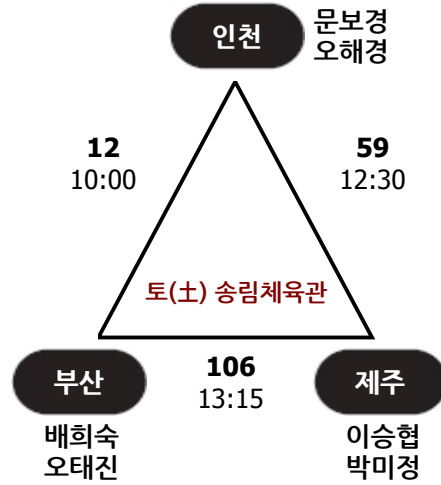 인천
문보경
오해경
12
10:00
59
12:30
토(土) 송림체육관
부산
106
13:15
제주
배희숙
오태진
이승협
박미정